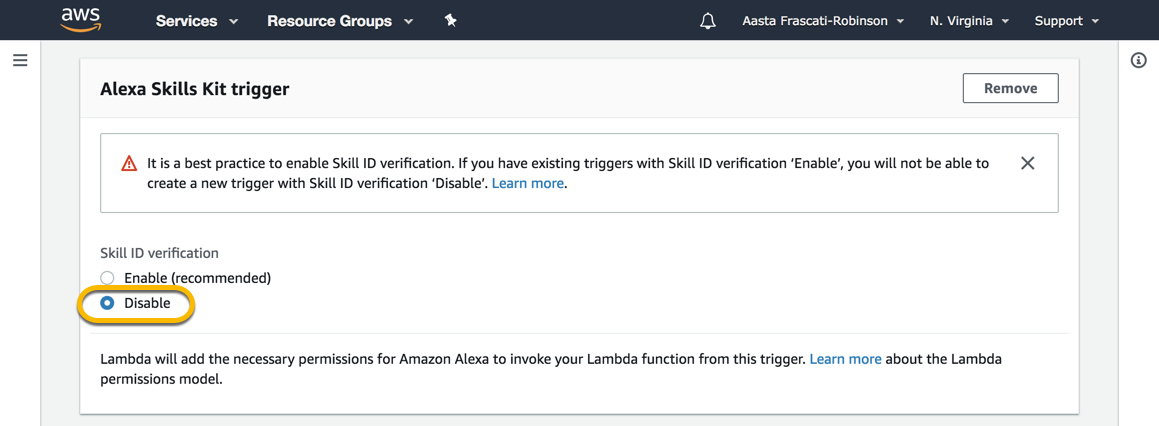 aws Services Resource Groups Aasta Frascati-Robinson N. Virginia Support
Alexa Skills Kit trigger Remove
It is a best practice to enable Skill ID verification. If you have existing triggers with Skill ID verification ‘Enable’, you will not be able to
create a new trigger with Skill ID verification ‘Disable’. Learn more.
Skill ID verification
Enable (recommended)
Disable
Lambda will add the necessary permissions for Amazon Alexa to invoke your Lambda function from this trigger. Learn more about the Lambda
permissions model.